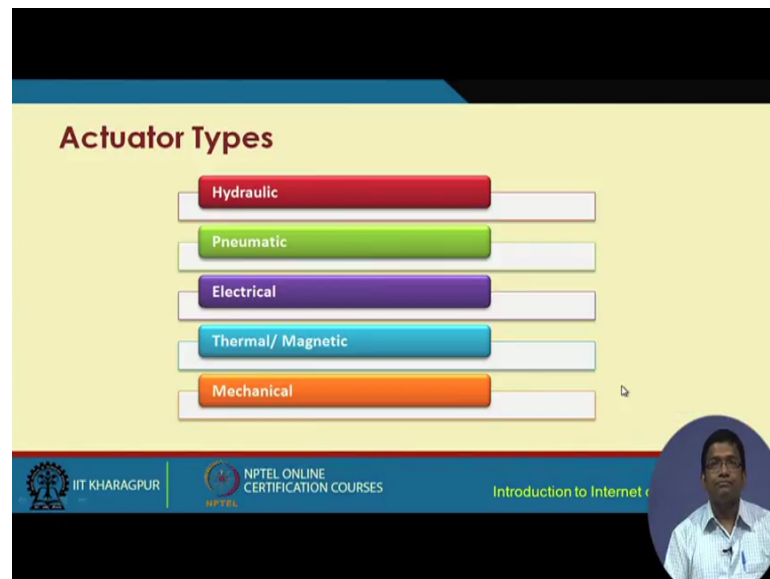 Actuator Types
Hydraulic
Pneumatic
Electrical
Thermal/ Magnetic
Mechanical
IIT KHARAGPUR
NPTEL
NPTEL ONLINE
CERTIFICATION COURSES
Introduction to Internet